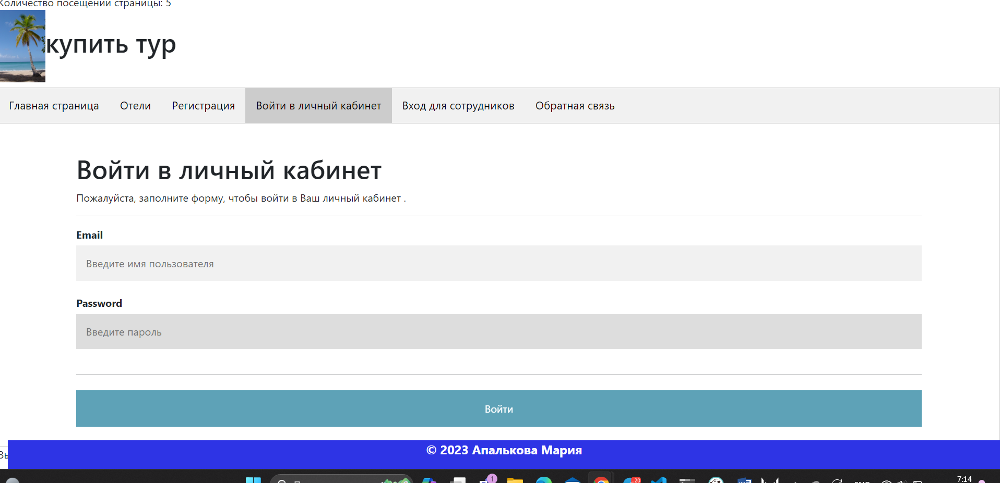 Количество посещений страницы: 5
купить тур
Главная страница Отели Регистрация Войти в личный кабинет Вход для сотрудников Обратная связь
Войти в личный кабинет
Пожалуйста, заполните форму, чтобы войти в Ваш личный кабинет .
Email
Введите имя пользователя
Password
Введите пароль
Войти
© 2023 Апалькова Мария
1
20
7:14